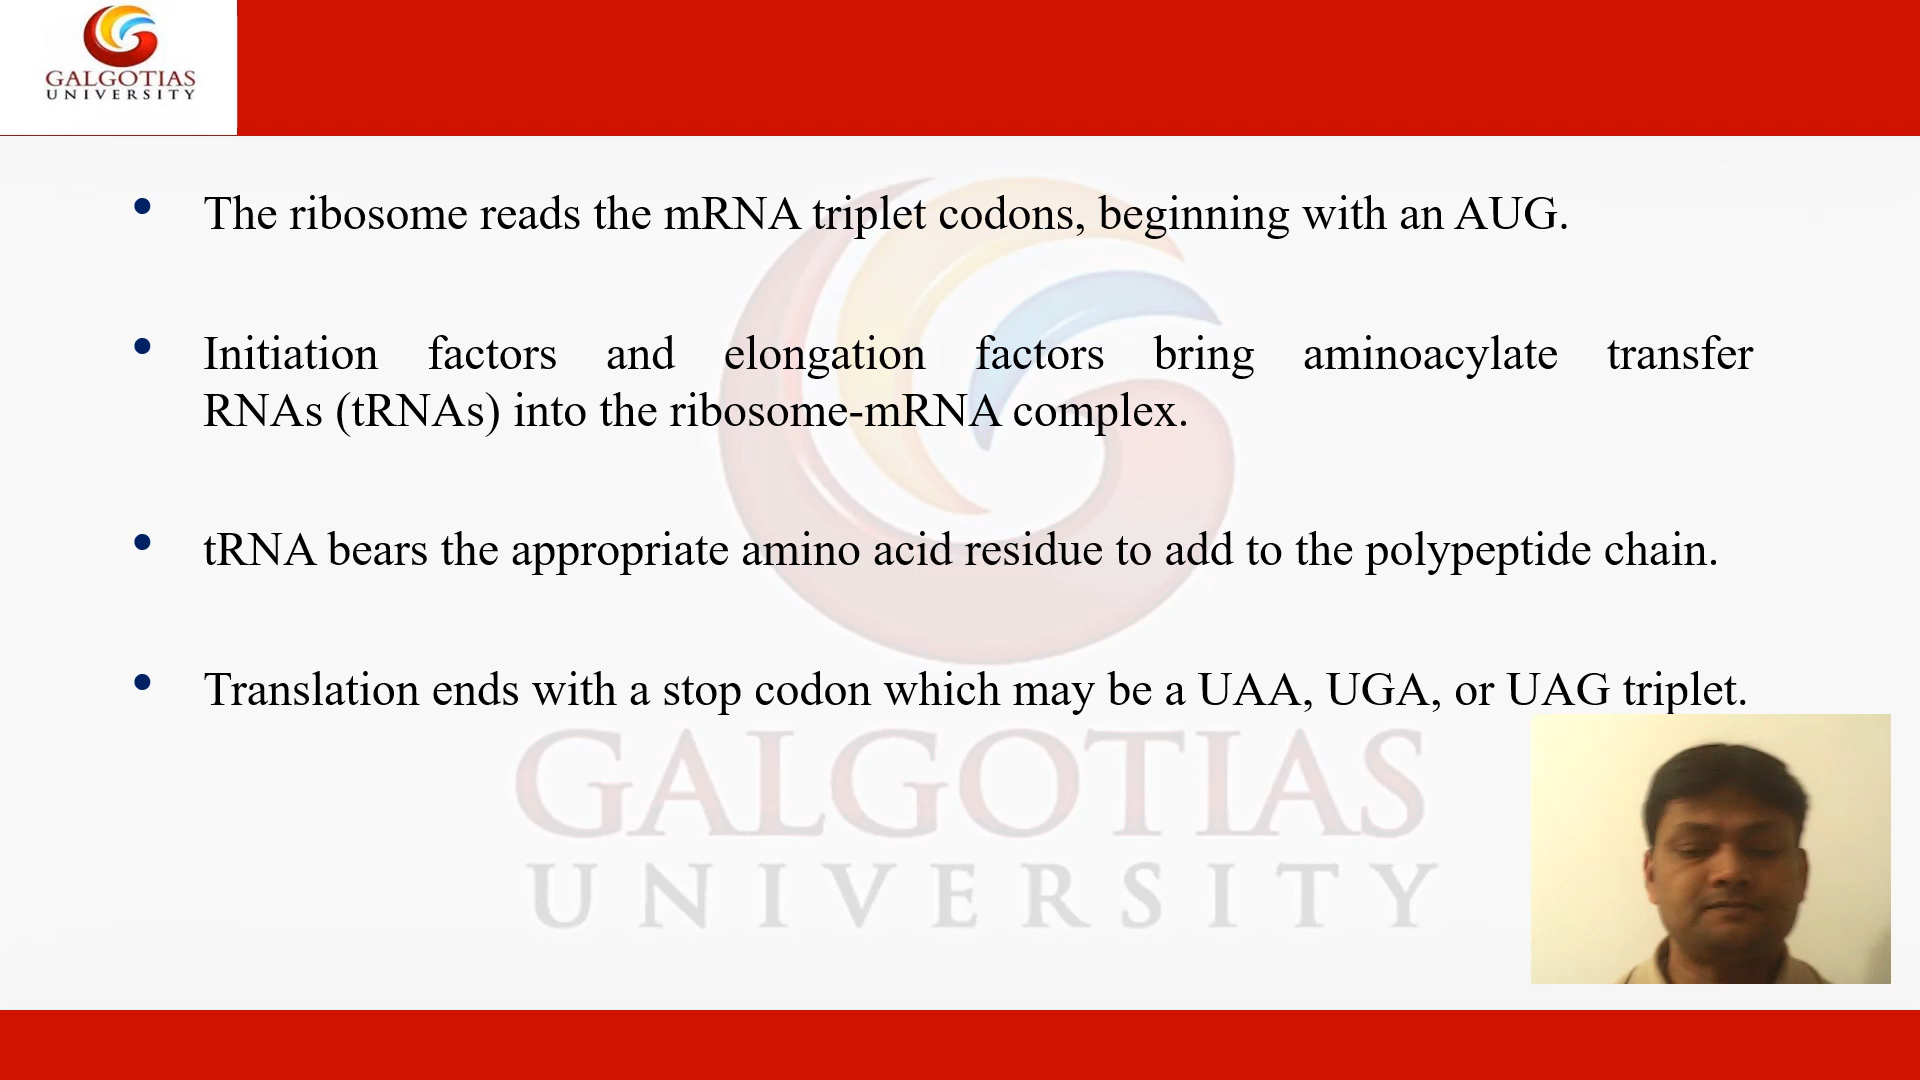 GALGOTIAS
UNIVERSITY
• The ribosome reads the mRNA triplet codons, beginning with an AUG.
• Initiation factors and elongation factors bring aminoacylate transfer
RNAs (tRNAs) into the ribosome-mRNA complex.
• tRNA bears the appropriate amino acid residue to add to the polypeptide chain.
• Translation ends with a stop codon which may be a UAA, UGA, or UAG triplet.
GALGOTIAS
UNIVERSITY